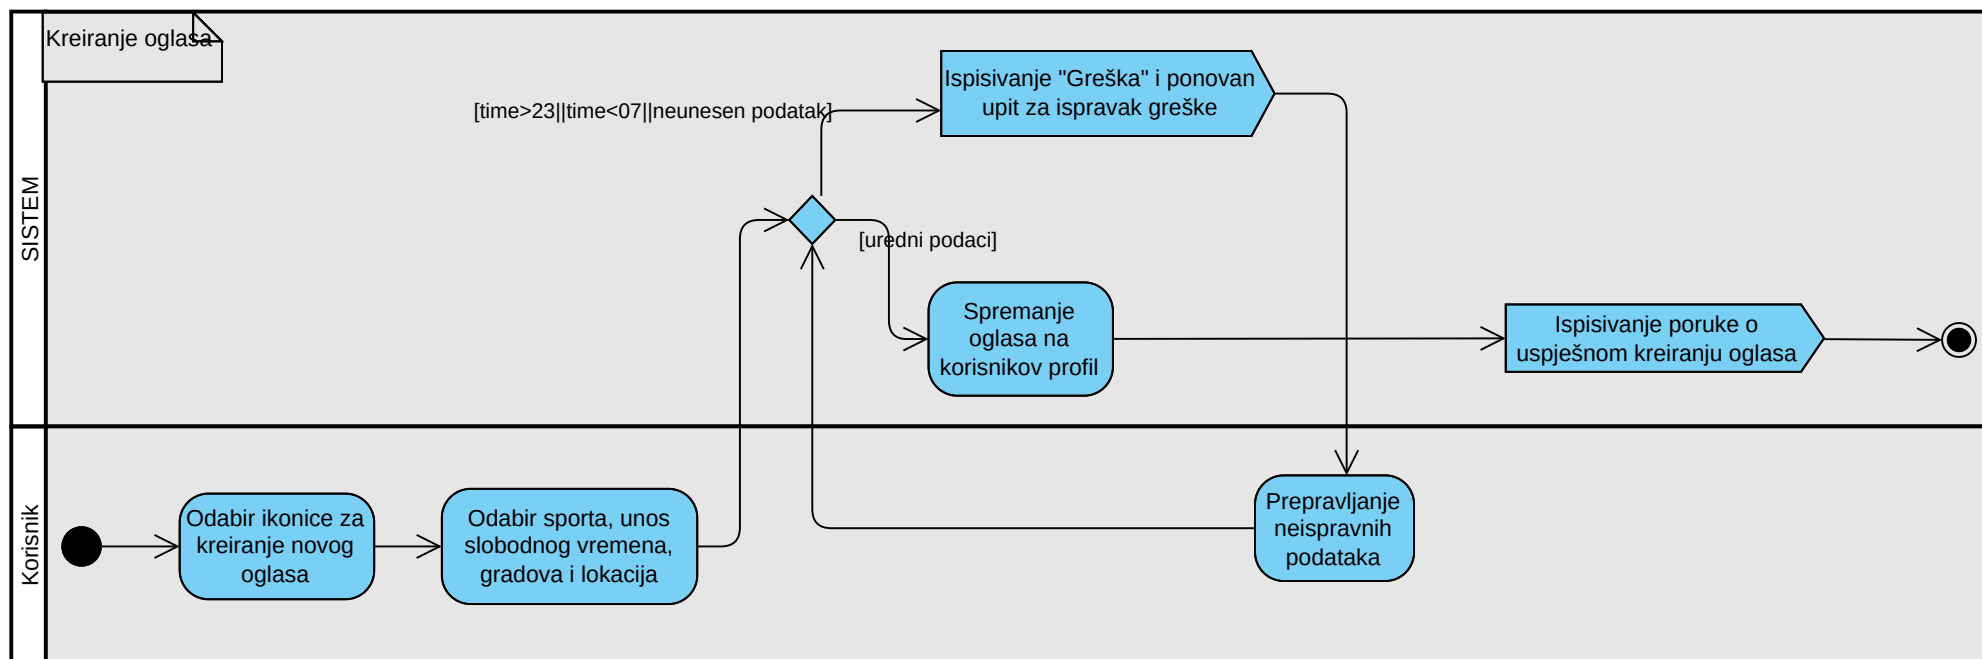 Kreiranje oglasa
SISTEM
[time>23||time<07||neunesen podatak]
Ispisivanje "Greška" i ponovan
upit za ispravak greške
[uredni podaci]
Spremanje
oglasa na
korisnikov profil
Ispisivanje poruke o
uspješnom kreiranju oglasa
Korisnik
Odabir ikonice za
kreiranje novog
oglasa
Odabir sporta, unos
slobodnog vremena,
gradova i lokacija
Prepravljanje
neispravnih
podataka